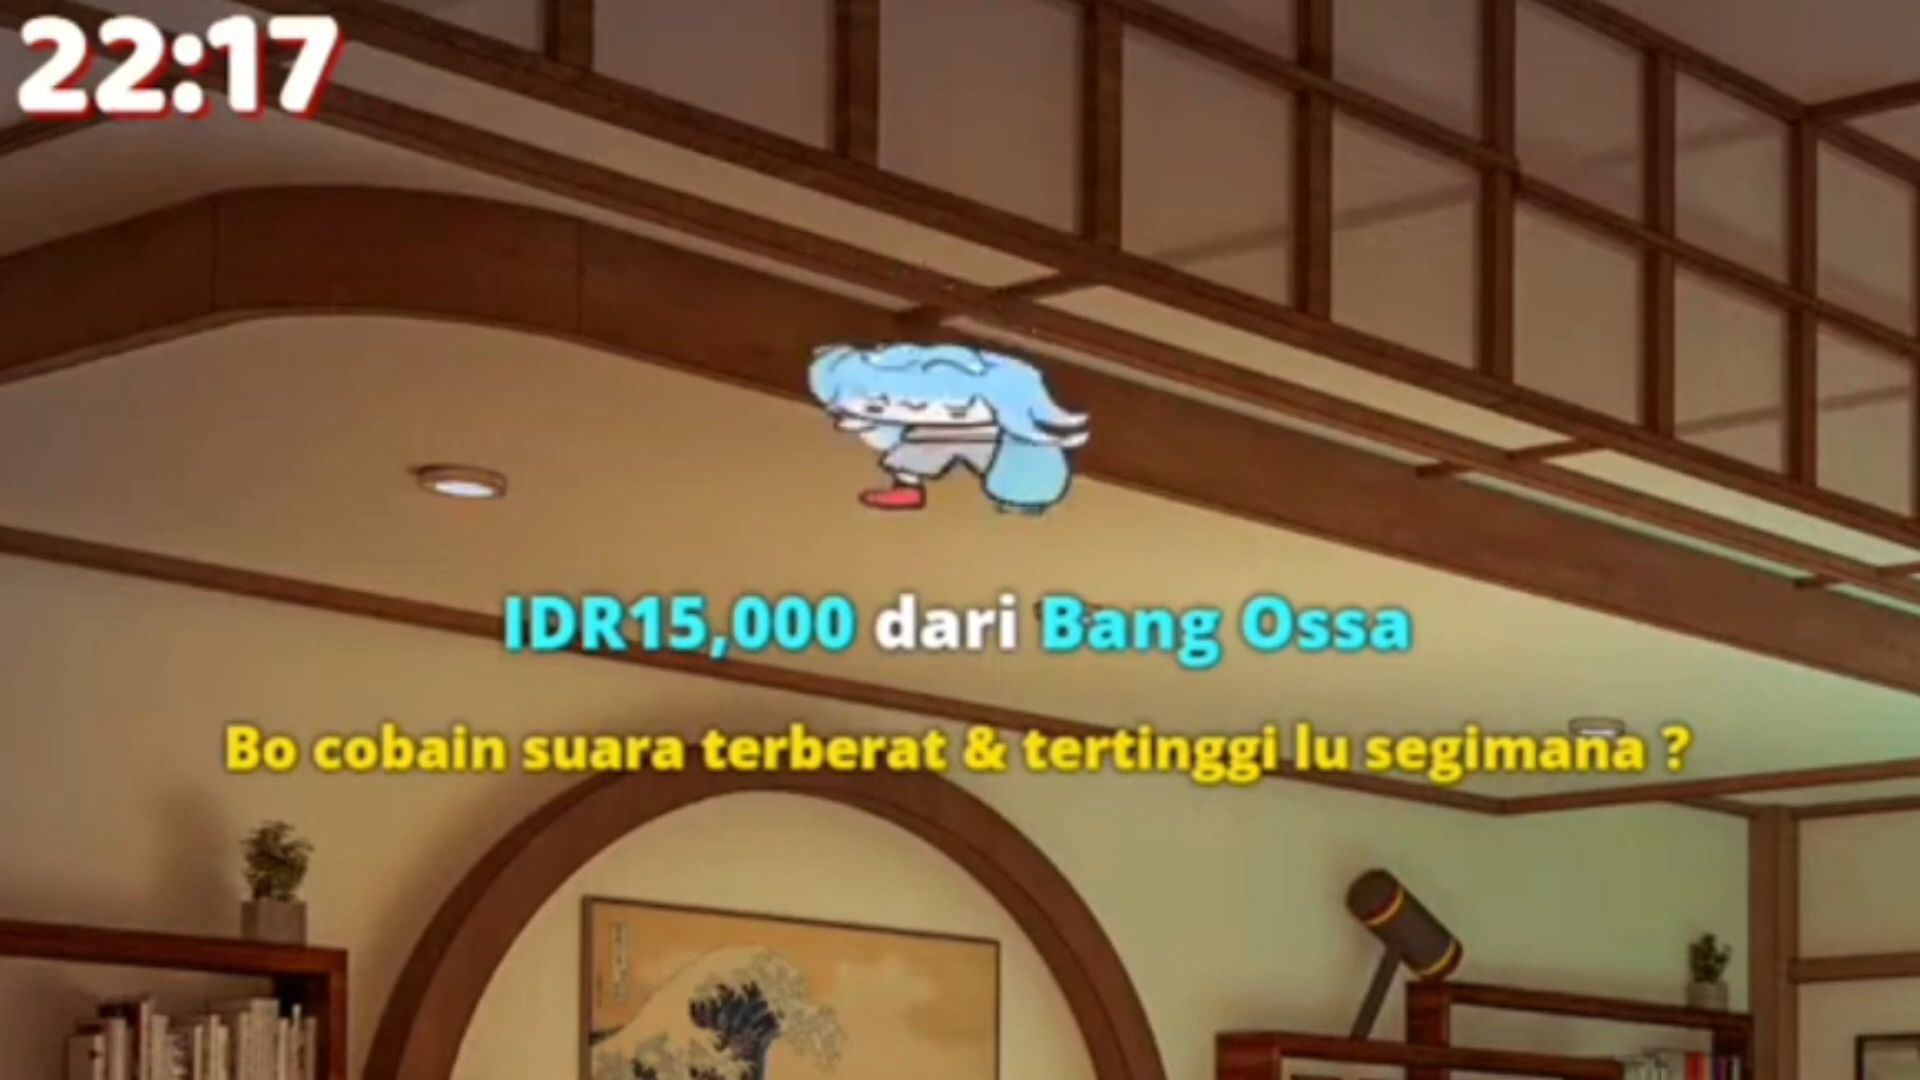 22:17
IDR15,000 dari Bang Ossa
Bo cobain suara terberat & tertinggi lu segimana ?